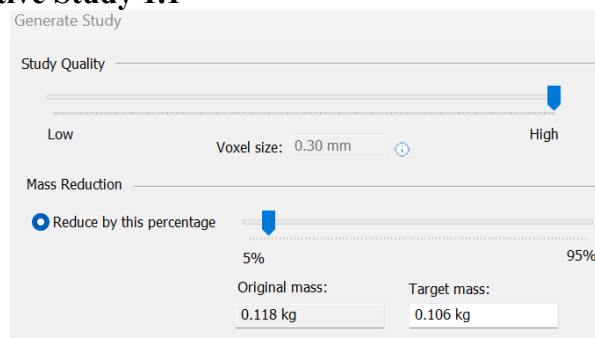 Generate Study
Study Quality
Low
High
Voxel size: 0.30 mm
Mass Reduction
Reduce by this percentage
5%
95%
Original mass:
Target mass:
0.118 kg
0.106 kg